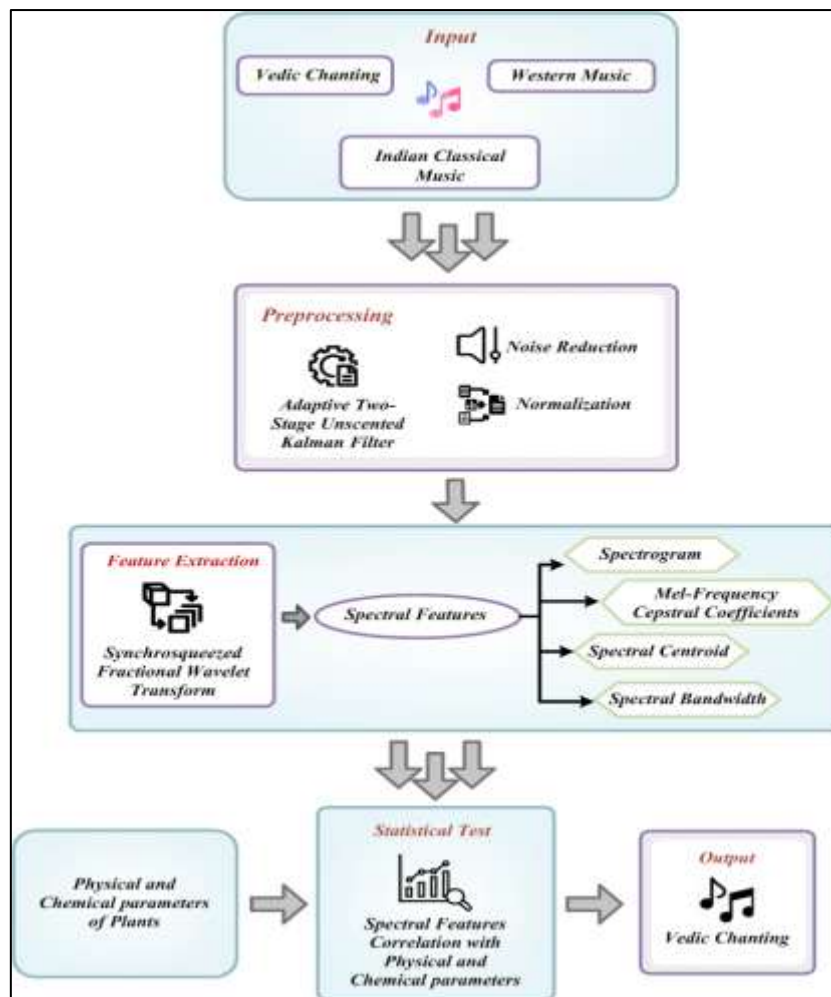 Input
Vedic Chanting
Western Music
Indian Classical
Music
Preprocessing
Adaptive Two-
Stage Unscented
Kalman Filter
Noise Reduction
Normalization
Feature Extraction
Synchrosqueezed
Fractional Wavelet
Transform
Spectral Features
Spectrogram
Mel-Frequency
Cepstral Coefficients
Spectral Centroid
Spectral Bandwidth
Physical and
Chemical parameters
of Plants
Statistical Test
Spectral Features
Correlation with
Physical and
Chemical parameters
Output
Vedic Chanting